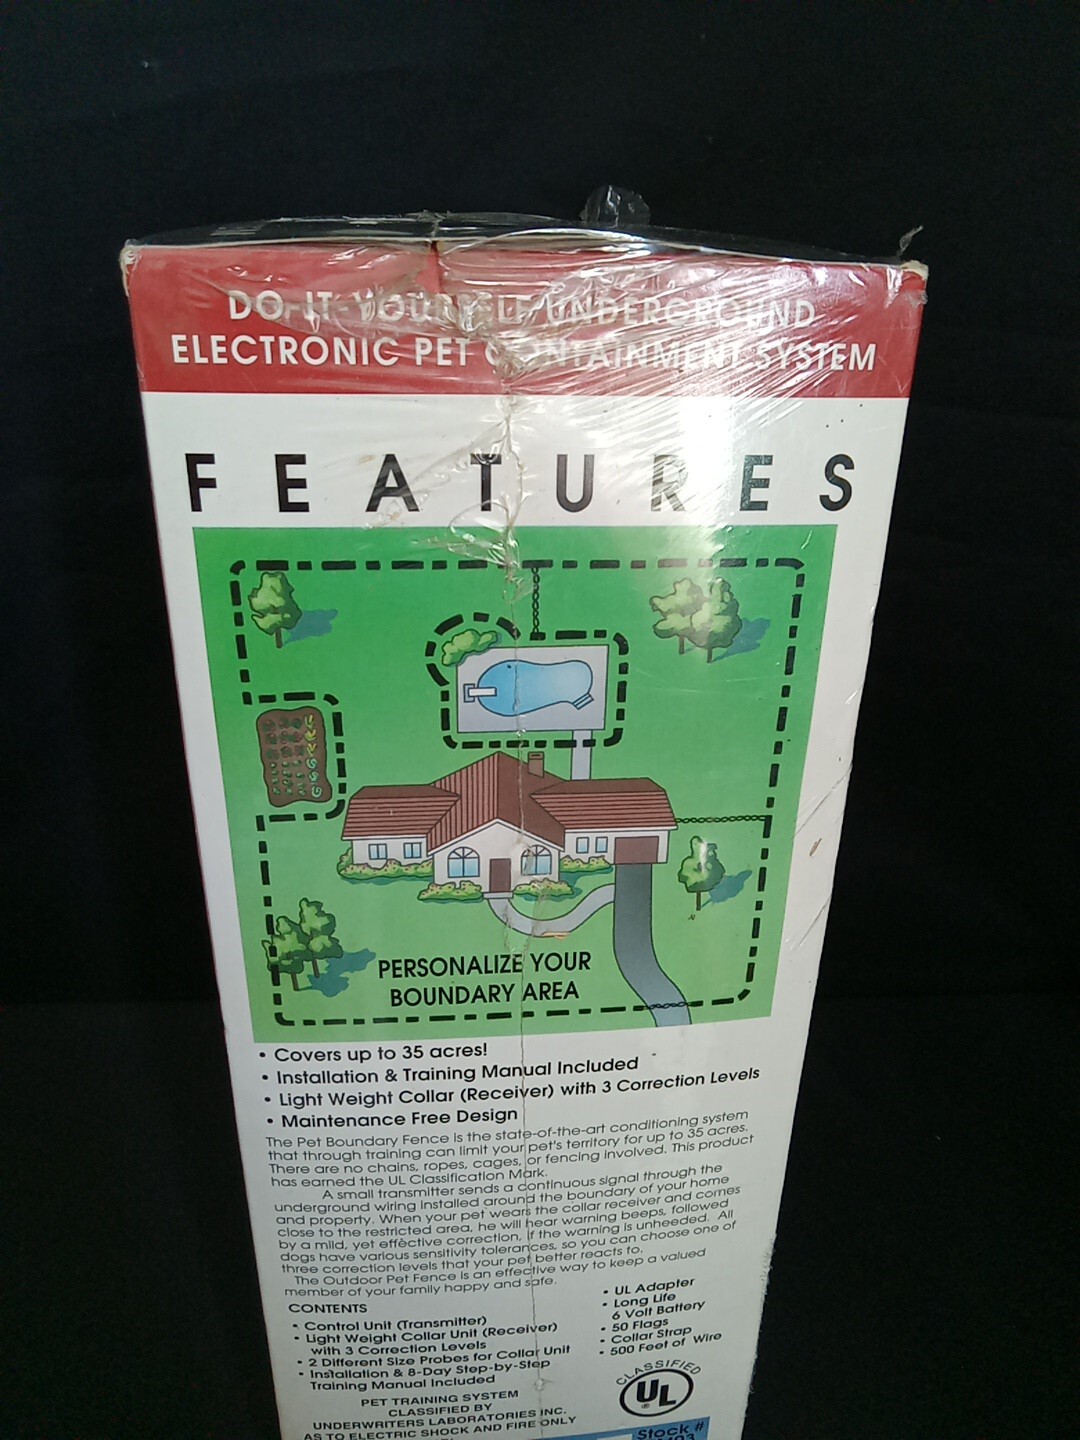 DO-IT-YOURSELF UNDERGROUND
ELECTRONIC PET CONTAINMENT SYSTEM
FEATURES
PERSONALIZE YOUR
BOUNDARY AREA
• Covers up to 35 acres!
• Installation & Training Manual Included
• Light Weight Collar (Receiver) with 3 Correction Levels
• Maintenance Free Design
The Pet Boundary Fence is the state-of-the-art conditioning system
that through training can limit your pet's territory for up to 35 acres.
There are no chains, ropes, cages, or fencing involved. This product
has earned the UL Classification Mark.
A small transmitter sends a continuous signal through the
underground wiring installed around the boundary of your home
and property. When your pet wears the collar receiver and comes
close to the restricted area, he will hear warning beeps, followed
by a mild, yet effective correction, if the warning is unheeded. All
dogs have various sensitivity tolerances, so you can choose one of
three correction levels that your pet better reacts to.
The Outdoor Pet Fence is an effective way to keep a valued
member of your family happy and safe.
CONTENTS
• Control Unit (Transmitter)
• Light Weight Collar Unit (Receiver)
with 3 Correction Levels
• 2 Different Size Probes for Collar Unit
• Installation & 8-Day Step-by-Step
Training Manual Included
• UL Adapter
• Long Life
6 Volt Battery
• 50 Flags
• Collar Strap
• 500 Feet of Wire
PET TRAINING SYSTEM
CLASSIFIED BY
UNDERWRITERS LABORATORIES INC.
AS TO ELECTRIC SHOCK AND FIRE ONLY
CLASSIFIED
UL
®
Stock #